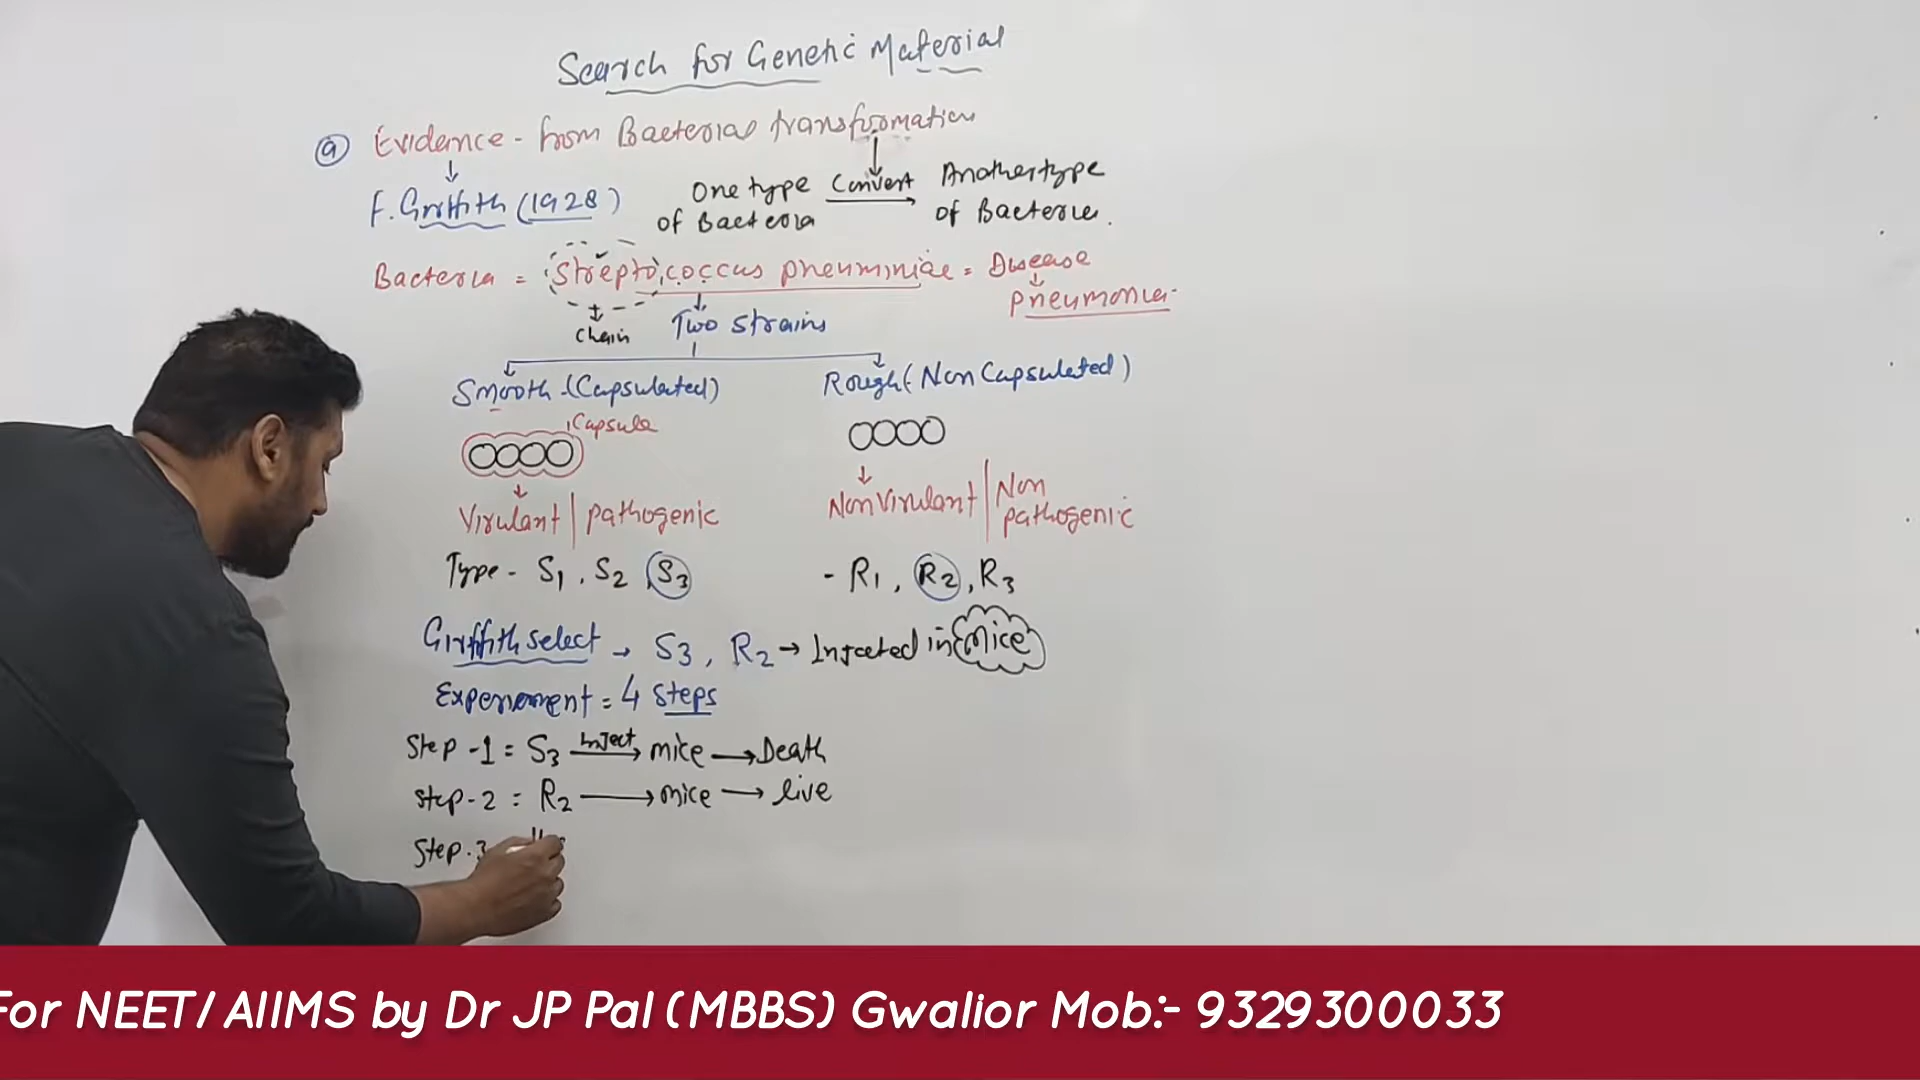 Search for Genetic Material
(a) Evidence - from Bacterial transformation
F. Griffith (1928)
One type of Bacteria Convert Another type of Bacteria.
Bacteria = Streptococcus pneuminiae = Disease
pneumonia
Chain
Two Strains
Smooth (Capsulated)
Rough (Non Capsulated)
Capsule
Virulant | pathogenic
Non Virulant | Non pathogenic
Type - S1, S2, S3
- R1, R2, R3
Griffith select → S3, R2 → Injected in mice
= 4 Steps
Step -1 = S3 Inject mice → Death
Step - 2 = R2 → mice → live
Step - 3
For NEET/ AIIMS by Dr JP Pal (MBBS) Gwalior Mob:- 9329300033